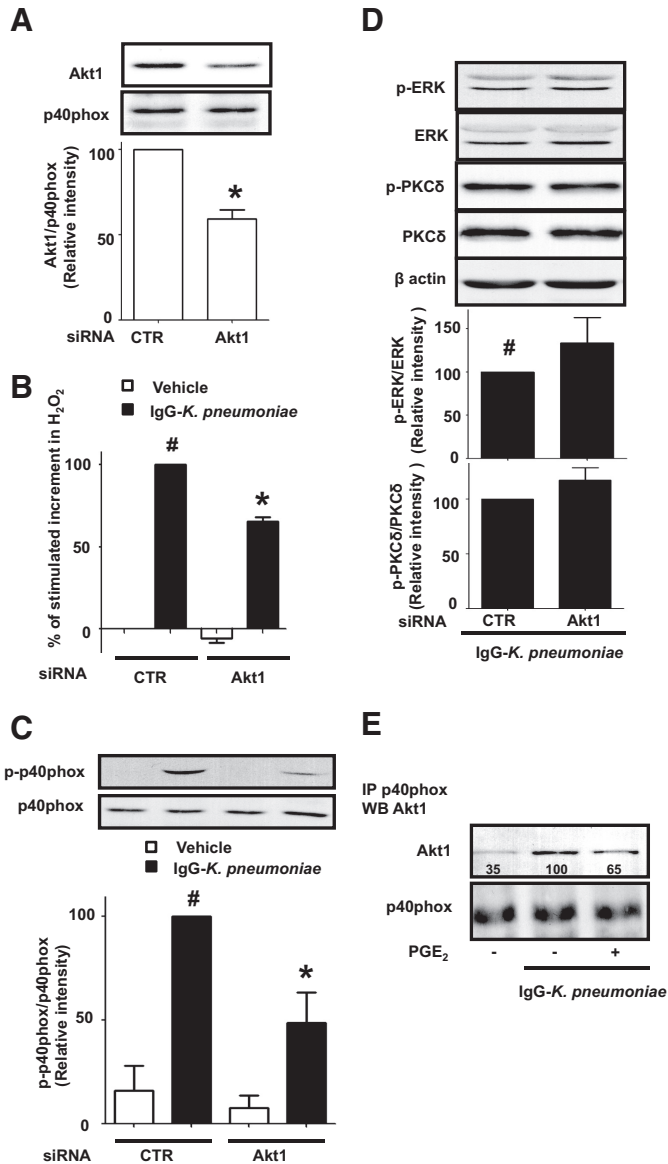 A
Akt1
p40phox
Akt1/p40phox
(Relative intensity)
100
50
0
*
siRNA CTR Akt1
B
Vehicle
IgG-K. pneumoniae
% of stimulated increment in H₂O₂
100
50
0
#
*
siRNA CTR Akt1
C
p-p40phox
p40phox
Vehicle
IgG-K. pneumoniae
p-p40phox/p40phox
(Relative intensity)
100
50
0
#
*
siRNA CTR Akt1
D
p-ERK
ERK
p-PKCδ
PKCδ
β actin
p-ERK/ERK
(Relative intensity )
150
100
50
0
#
p-PKCδ/PKCδ
(Relative intensity )
100
50
0
siRNA CTR Akt1
IgG-K. pneumoniae
E
IP p40phox
WB Akt1
Akt1
35 100 65
p40phox
PGE₂ - - +
IgG-K. pneumoniae